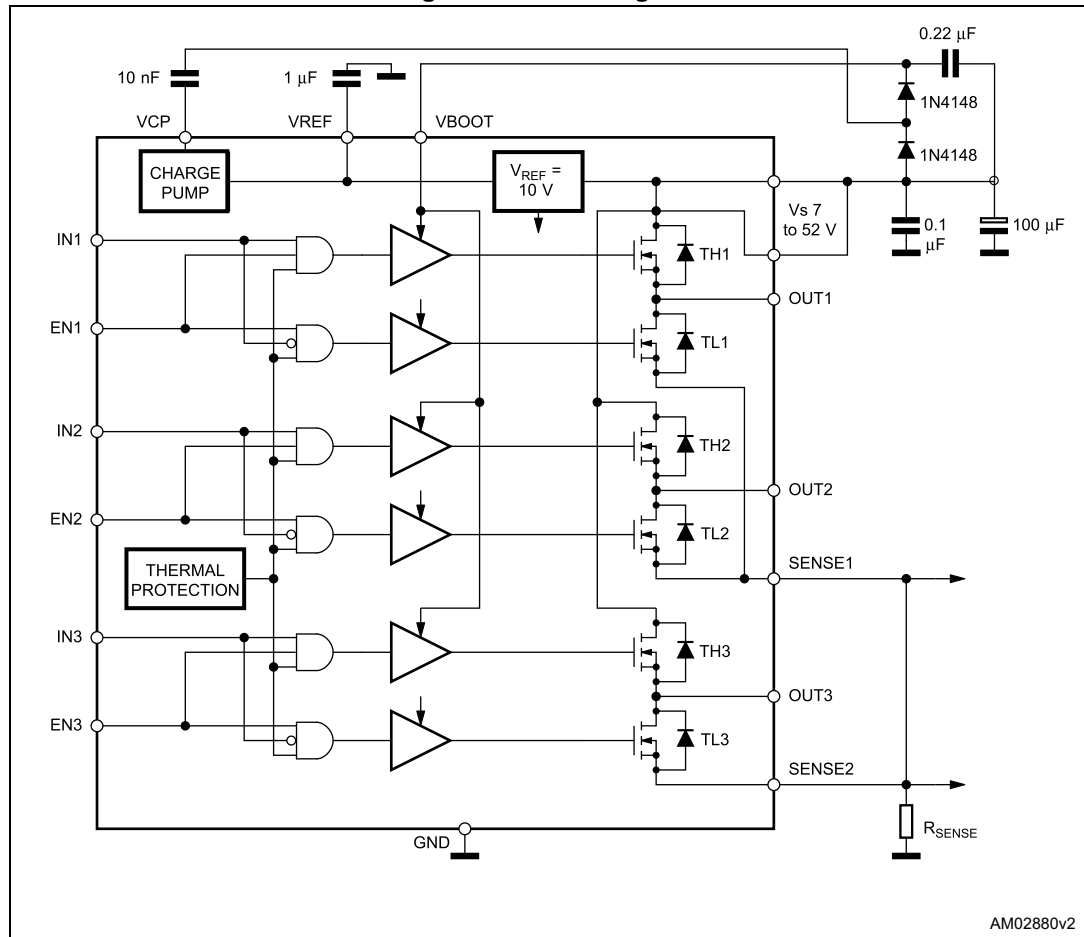 0.22 μF
10 nF
1 μF
1N4148
VCP
VREF
VBOOT
1N4148
CHARGE
PUMP
VREF =
10 V
Vs 7
to 52 V
0.1
μF
100 μF
IN1
TH1
OUT1
EN1
TL1
IN2
TH2
OUT2
EN2
TL2
THERMAL
PROTECTION
SENSE1
IN3
TH3
OUT3
EN3
TL3
SENSE2
RSENSE
GND
AM02880v2